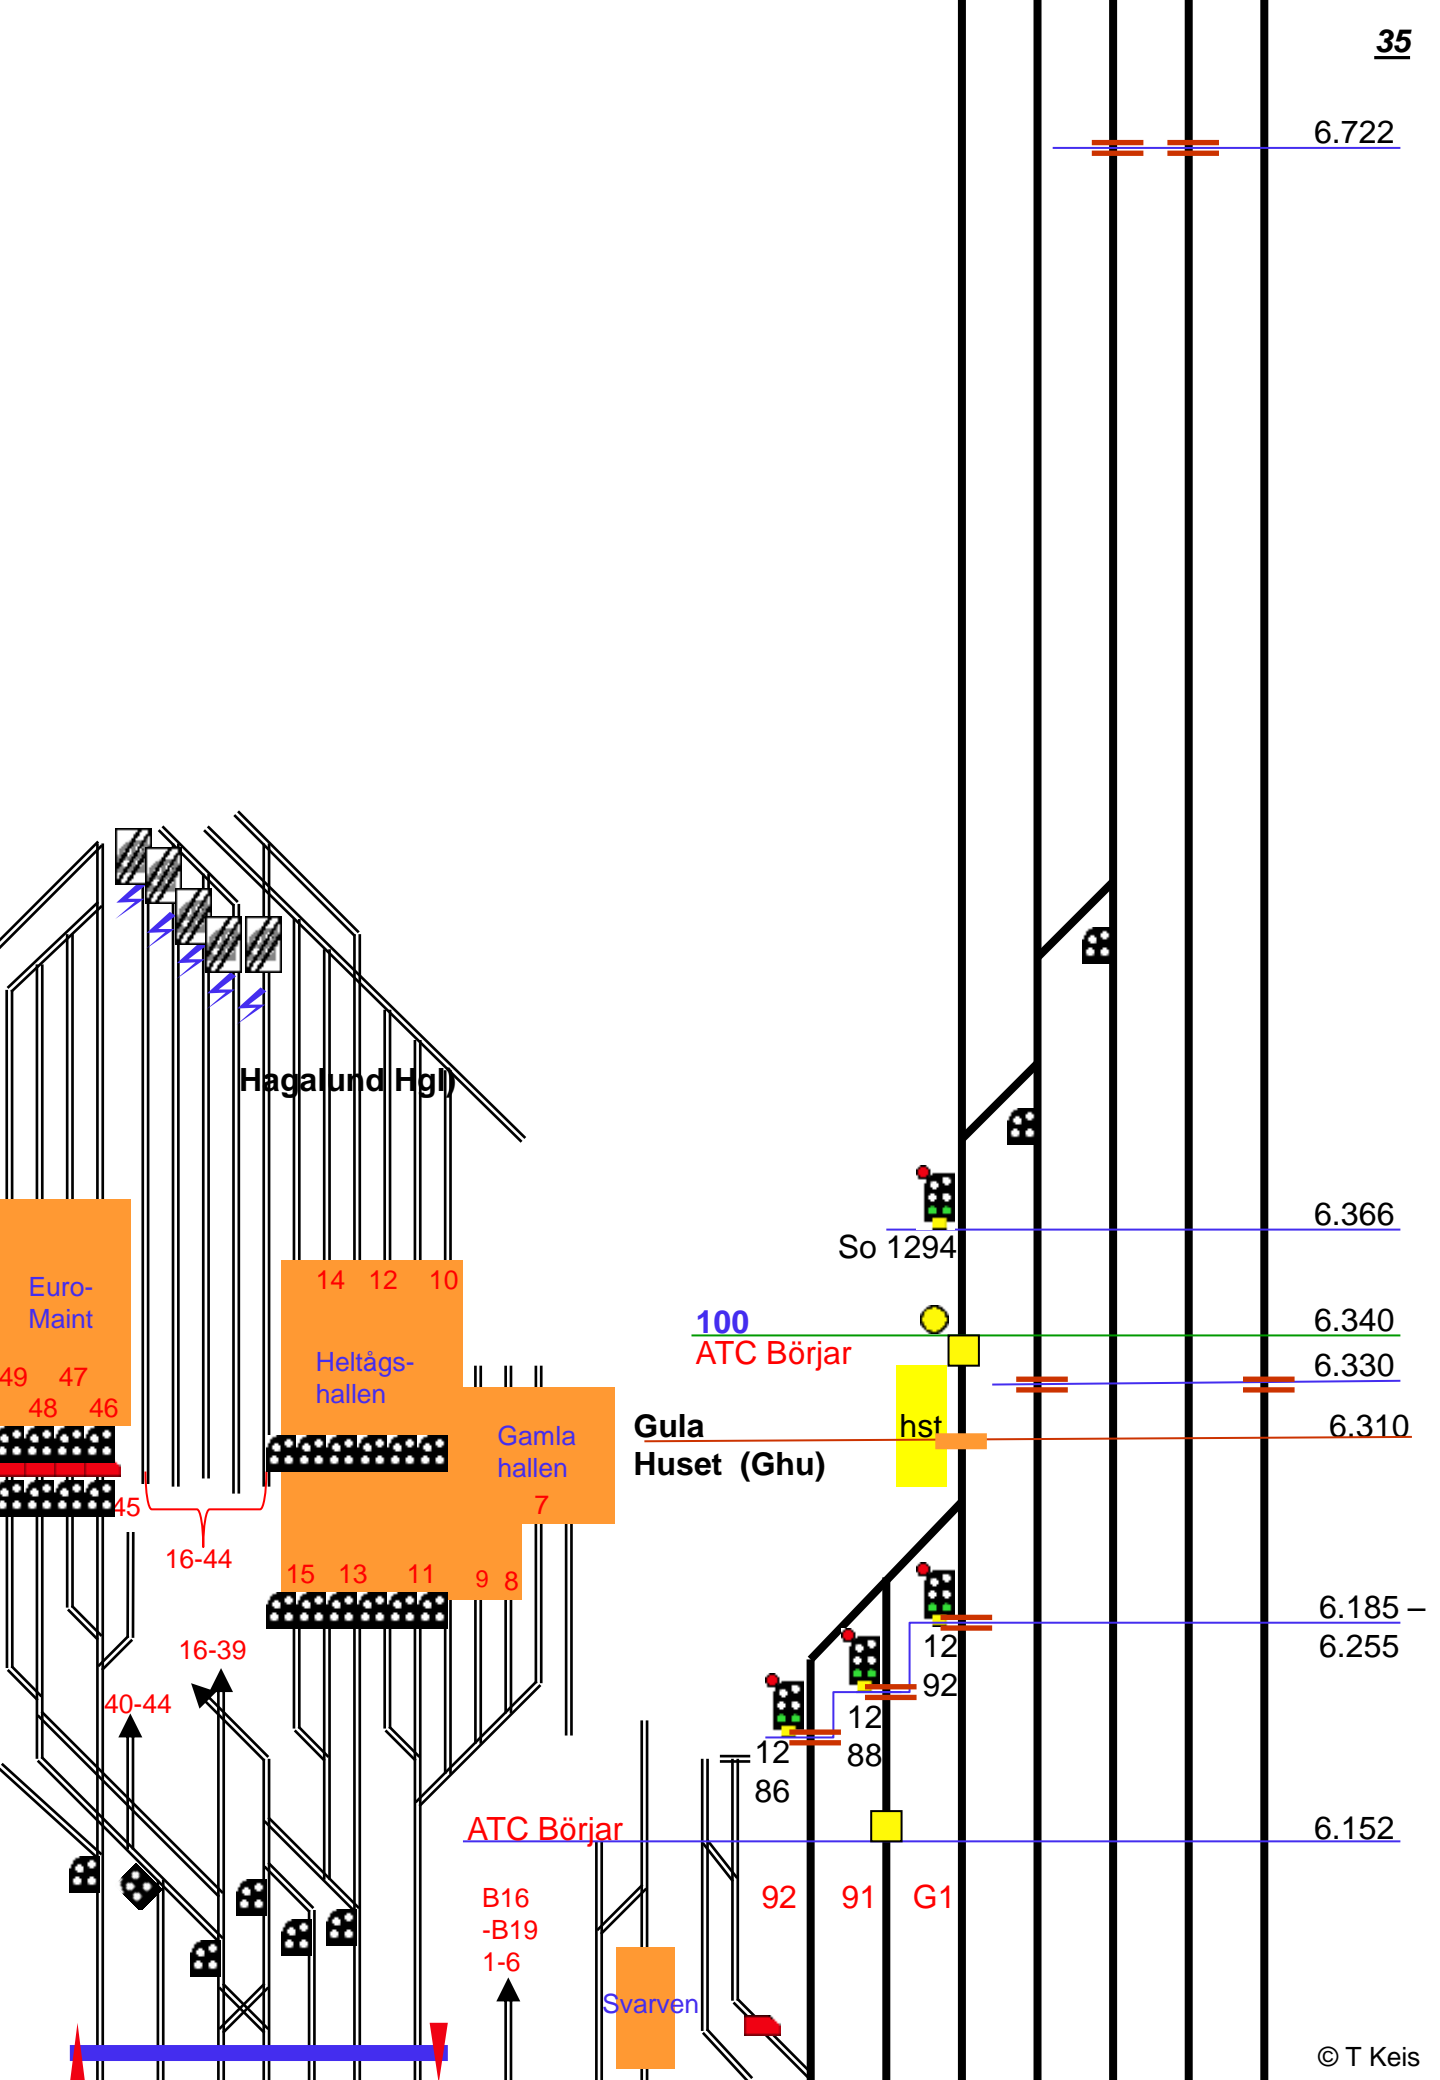 35
6.722
Hagalund Hgl)
6.366
So 1294
Euro-
Maint
14 12 10
100
6.340
ATC Börjar
6.330
Heltågs-
hallen
49 47
48 46
Gula
hst
6.310
Huset (Ghu)
Gamla
hallen
7
45
16-44
15 13 11 9 8
6.185 –
6.255
12
92
16-39
40-44
12
88
12
86
ATC Börjar
6.152
92 91 G1
B16
-B19
1-6
Svarven
© T Keis